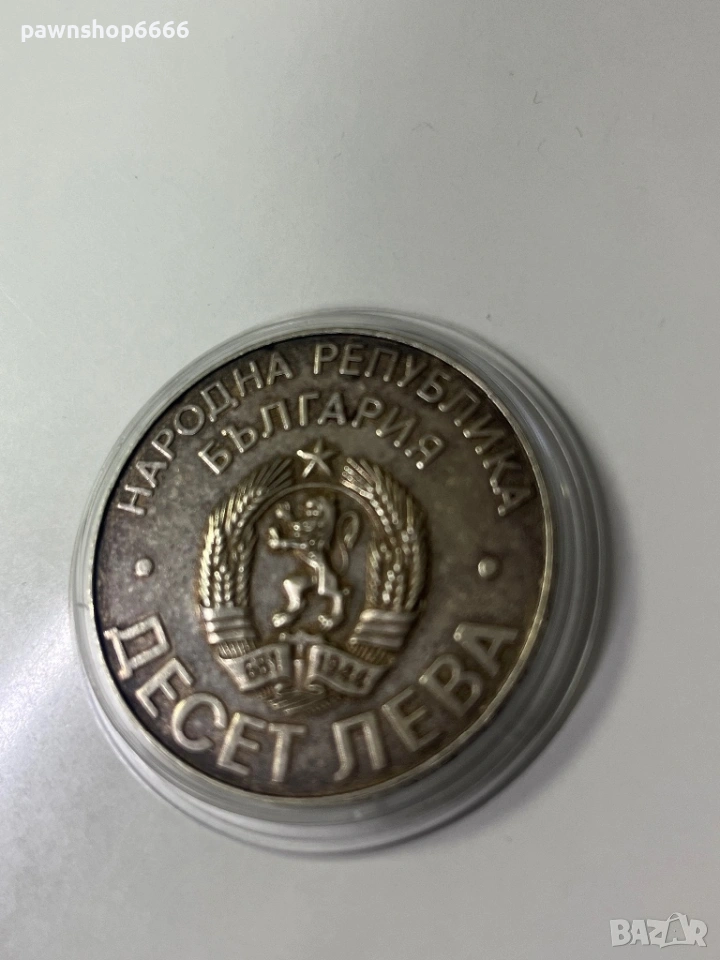 pawnshop6666
НАРОДНА РЕПУБЛИКА
БЪЛГАРИЯ
681 1944
ДЕСЕТ ЛЕВА
BAZAR